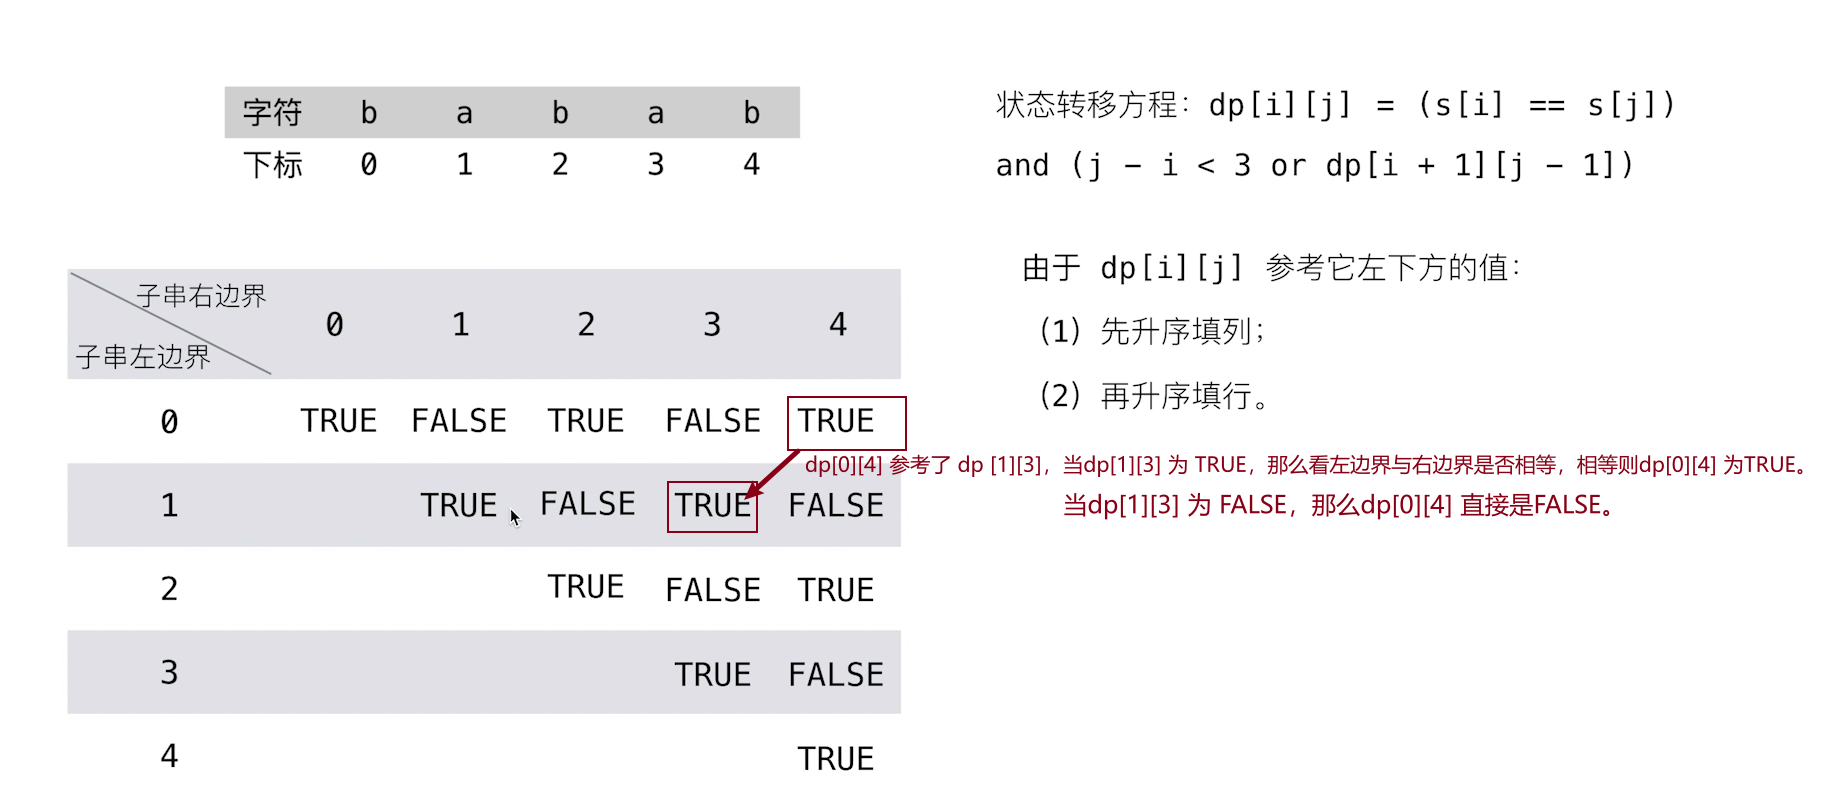 字符 b a b a b
下标 0 1 2 3 4
状态转移方程：dp[i][j] = (s[i] == s[j])
and (j - i < 3 or dp[i + 1][j - 1])
由于 dp[i][j] 参考它左下方的值：
（1）先升序填列；
（2）再升序填行。
子串右边界
子串左边界
0 1 2 3 4
0 TRUE FALSE TRUE FALSE TRUE
dp[0][4] 参考了 dp [1][3]，当dp[1][3] 为 TRUE，那么看左边界与右边界是否相等，相等则dp[0][4] 为TRUE。
当dp[1][3] 为 FALSE，那么dp[0][4] 直接是FALSE。
1 TRUE FALSE TRUE FALSE
2 TRUE FALSE TRUE
3 TRUE FALSE
4 TRUE